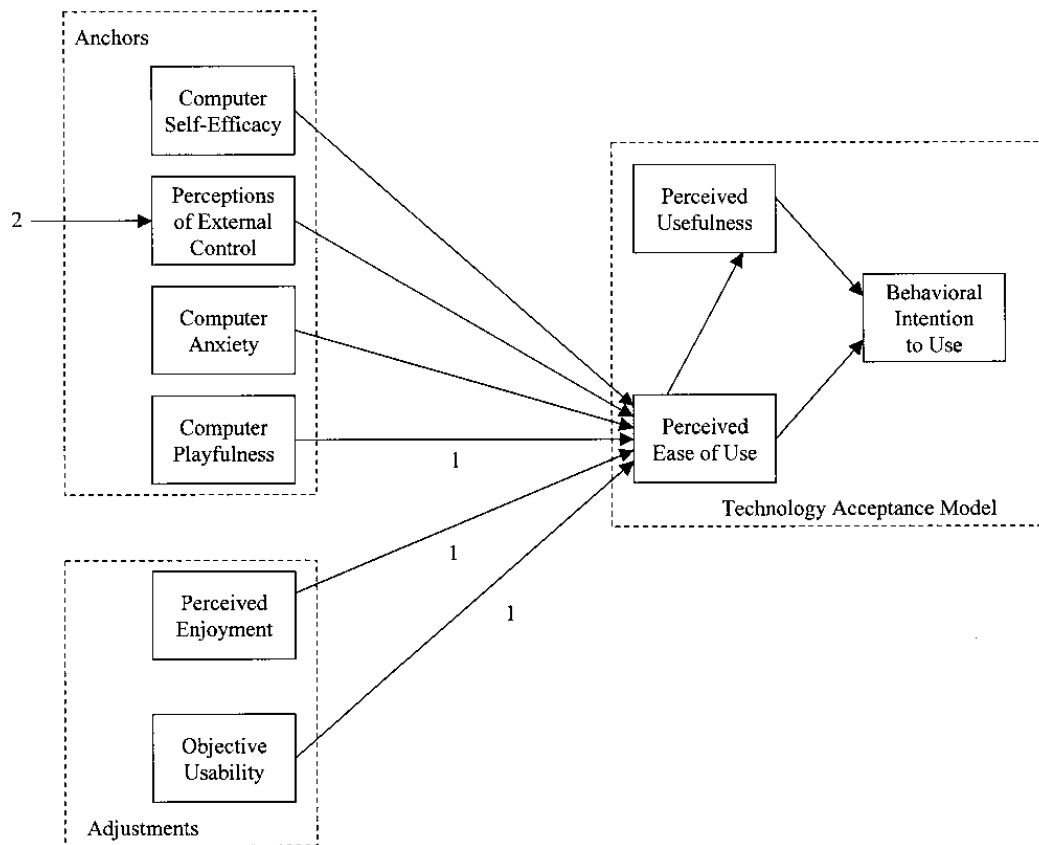 Anchors
Computer
Self-Efficacy
2
Perceptions
of External
Control
Computer
Anxiety
Computer
Playfulness
1
1
1
Perceived
Usefulness
Behavioral
Intention
to Use
Perceived
Ease of Use
Technology Acceptance Model
Perceived
Enjoyment
Objective
Usability
Adjustments